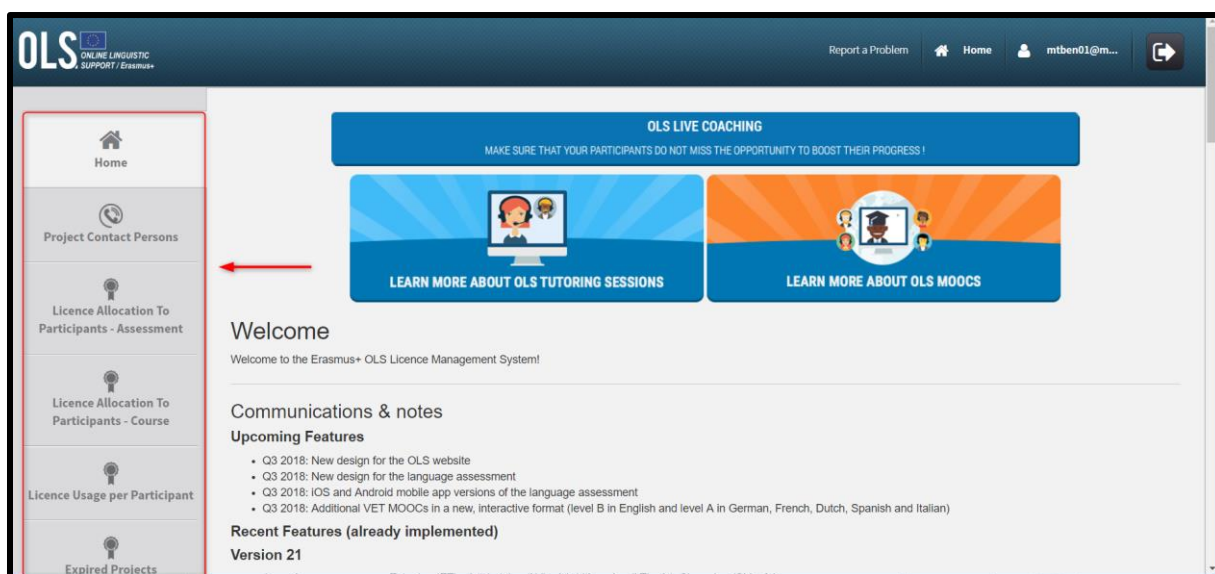 OLS
ONLINE LINGUISTIC
SUPPORT / Erasmus+
Report a Problem
Home
mtben01@m...
Home
Project Contact Persons
Licence Allocation To
Participants - Assessment
Licence Allocation To
Participants - Course
Licence Usage per Participant
Expired Projects
OLS LIVE COACHING
MAKE SURE THAT YOUR PARTICIPANTS DO NOT MISS THE OPPORTUNITY TO BOOST THEIR PROGRESS !
LEARN MORE ABOUT OLS TUTORING SESSIONS
LEARN MORE ABOUT OLS MOOCS
Welcome
Welcome to the Erasmus+ OLS Licence Management System!
Communications & notes
Upcoming Features
• Q3 2018: New design for the OLS website
• Q3 2018: New design for the language assessment
• Q3 2018: iOS and Android mobile app versions of the language assessment
• Q3 2018: Additional VET MOOCs in a new, interactive format (level B in English and level A in German, French, Dutch, Spanish and Italian)
Recent Features (already implemented)
Version 21